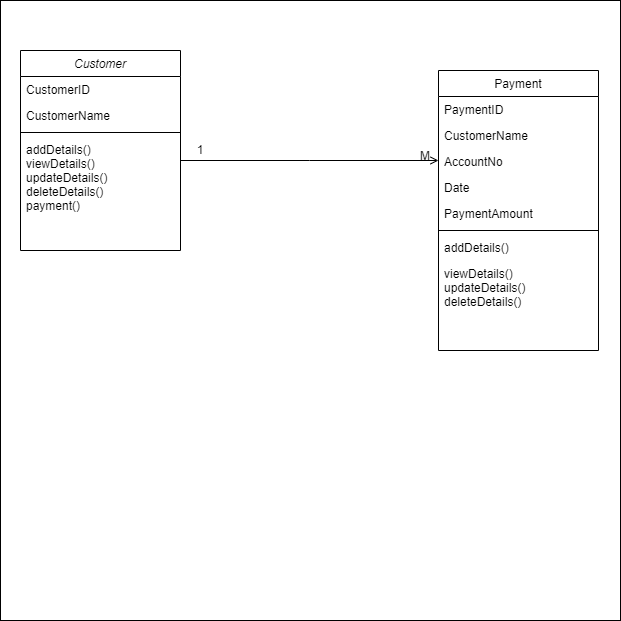 Customer
CustomerID
CustomerName
addDetails()
viewDetails()
updateDetails()
deleteDetails()
payment()
1
M
Payment
PaymentID
CustomerName
AccountNo
Date
PaymentAmount
addDetails()
viewDetails()
updateDetails()
deleteDetails()